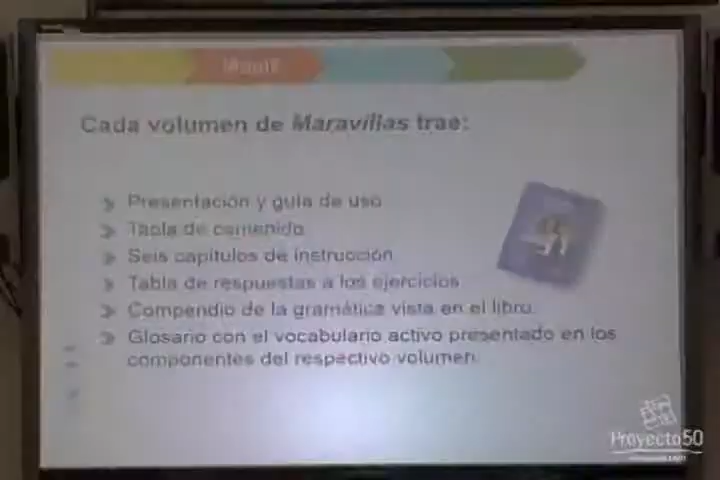 Cada volumen de Maravillas trae:
Presentación y guía de uso
Tabla de contenido
Seis capítulos de instrucción
Tabla de respuestas a los ejercicios
Compendio de la gramática vista en el libro.
Glosario con el vocabulario activo presentado en los
componentes del respectivo volumen.
Proyecto50